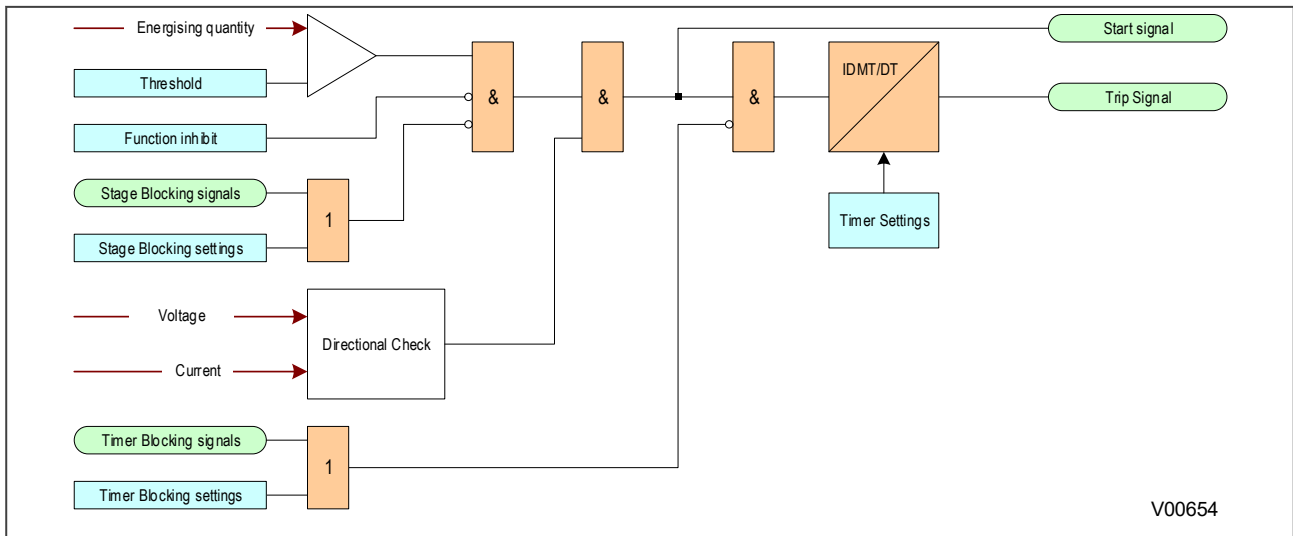 Energising quantity
Start signal
IDMT/DT
Threshold
&
&
&
Trip Signal
Function inhibit
Stage Blocking signals
1
Stage Blocking settings
Timer Settings
Voltage
Directional Check
Current
Timer Blocking signals
1
Timer Blocking settings
V00654